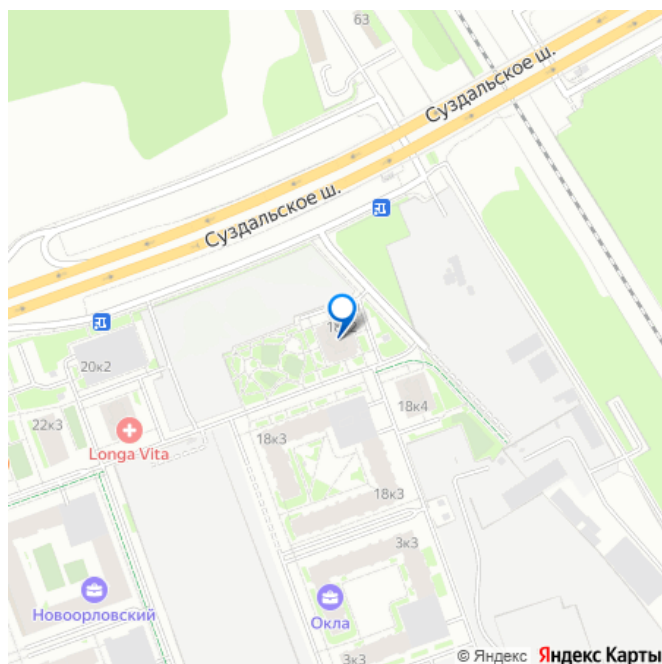 63
Суздальское ш.
Суздальское ш.
20к2
22к3
Longa Vita
18к3
18к4
18к3
3к3
Новоорловский
Окла
3к3
© Яндекс Яндекс Карты